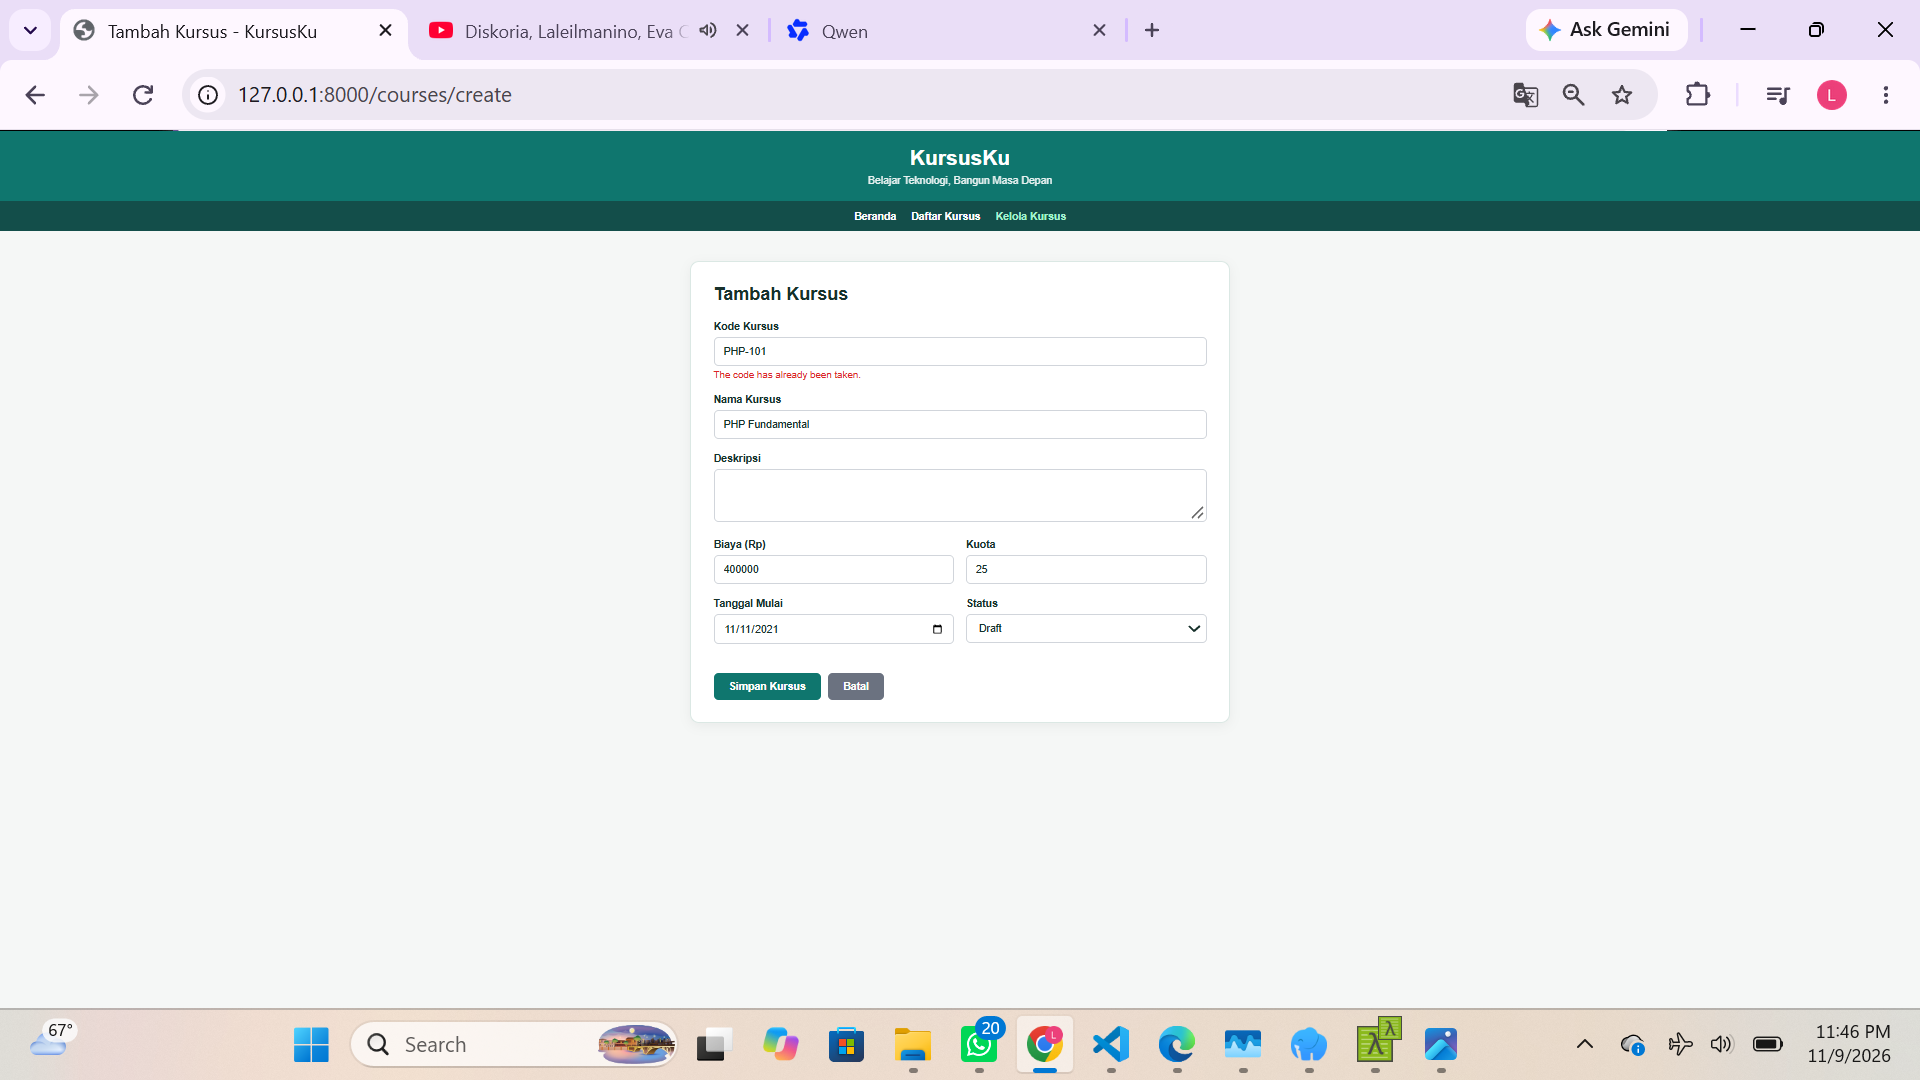 Tambah Kursus - KursusKu
Diskoria, Laleilmanino, Eva
Qwen
Ask Gemini
127.0.0.1:8000/courses/create
L
KursusKu
Belajar Teknologi, Bangun Masa Depan
Beranda Daftar Kursus Kelola Kursus
Tambah Kursus
Kode Kursus
PHP-101
The code has already been taken.
Nama Kursus
PHP Fundamental
Deskripsi
Biaya (Rp) Kuota
400000 25
Tanggal Mulai Status
11/11/2021 Draft
Simpan Kursus Batal
67°
Search
20
L
λ
λ
11:46 PM
11/9/2026